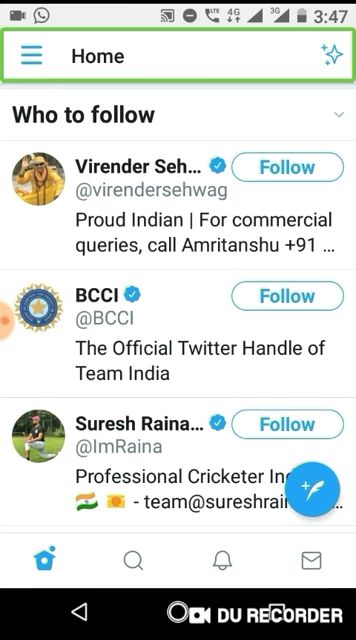 4G 3G 3:47
Home
Who to follow
Virender Seh... Follow
@virendersehwag
Proud Indian | For commercial
queries, call Amritanshu +91 ...
BCCI Follow
@BCCI
The Official Twitter Handle of
Team India
Suresh Raina... Follow
@ImRaina
Professional Cricketer
🇮🇳 - team@sureshrai
DU RECORDER